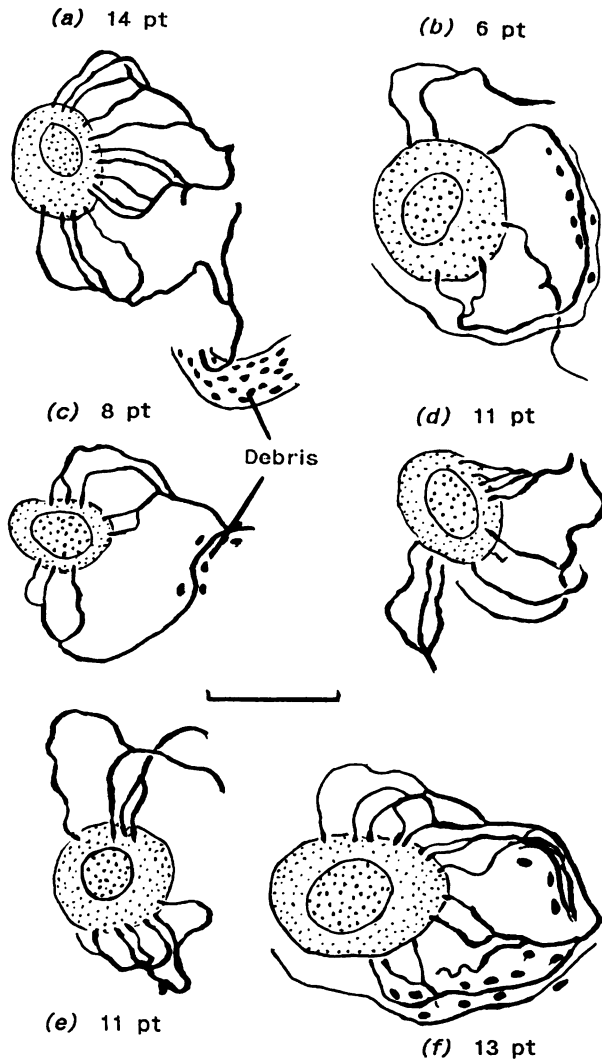 (a) 14 pt
(b) 6 pt
(c) 8 pt
(d) 11 pt
Debris
(e) 11 pt
(f) 13 pt